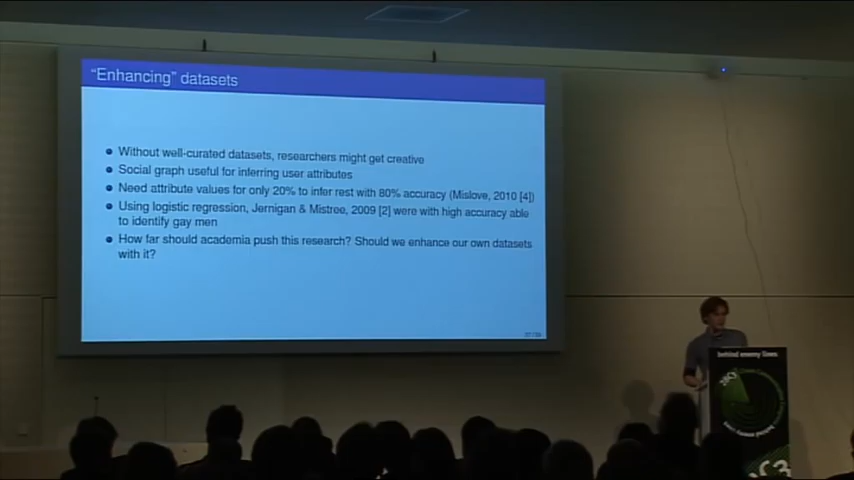 “Enhancing” datasets
Without well-curated datasets, researchers might get creative
Social graph useful for inferring user attributes
Need attribute values for only 20% to infer rest with 80% accuracy (Mislove, 2010 [4])
Using logistic regression, Jernigan & Mistree, 2009 [2] were with high accuracy able
to identify gay men
How far should academia push this research? Should we enhance our own datasets
with it?
behind enemy lines